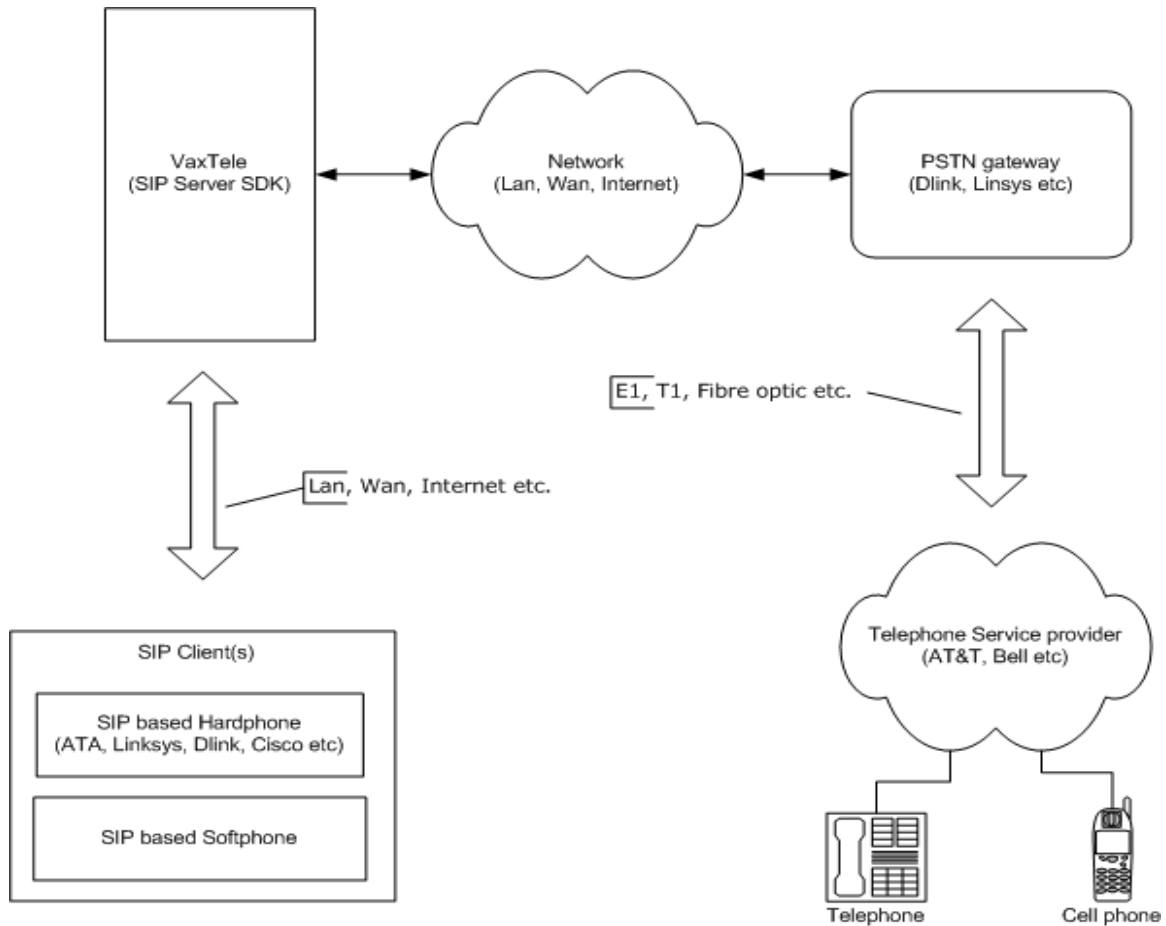 VaxTele
(SIP Server SDK)
Network
(Lan, Wan, Internet)
PSTN gateway
(Dlink, Linsys etc)
E1, T1, Fibre optic etc.
Lan, Wan, Internet etc.
SIP Client(s)
SIP based Hardphone
(ATA, Linksys, Dlink, Cisco etc)
SIP based Softphone
Telephone Service provider
(AT&T, Bell etc)
Telephone
Cell phone